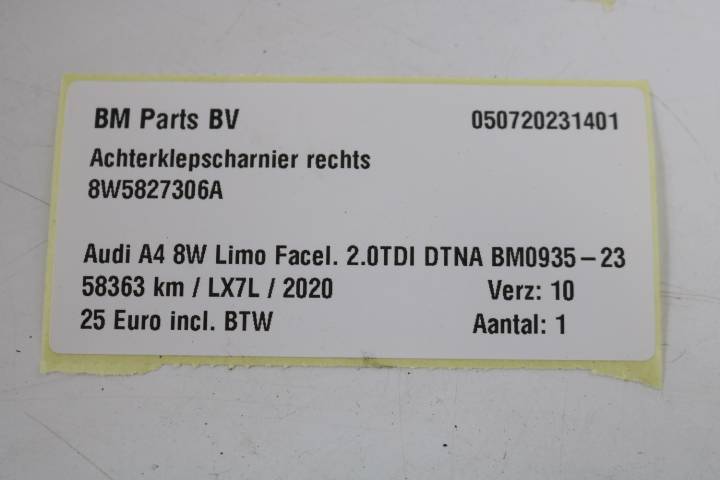 BM Parts BV 050720231401
Achterklepscharnier rechts
8W5827306A
Audi A4 8W Limo Facel. 2.0TDI DTNA BM0935-23
58363 km / LX7L / 2020 Verz: 10
25 Euro incl. BTW Aantal: 1